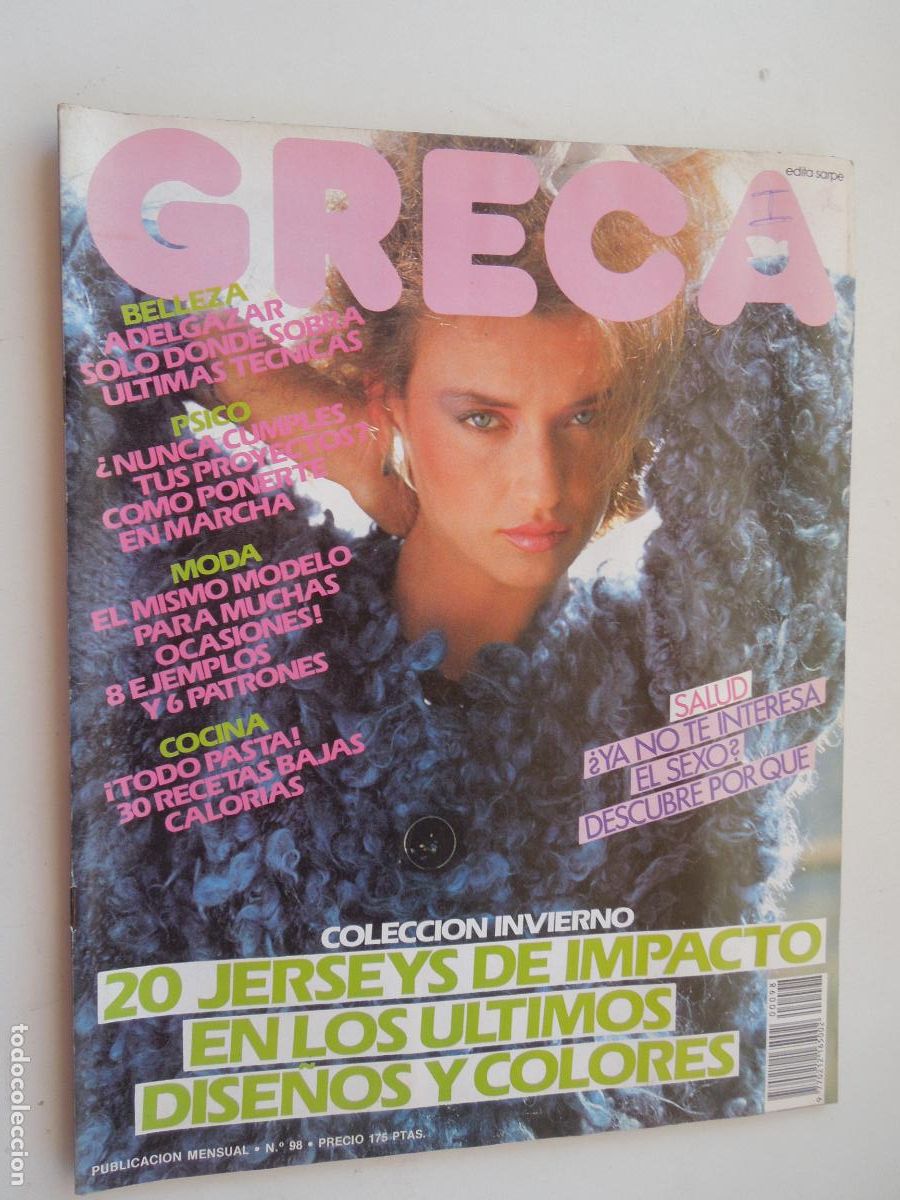 GRECA
edita sarpe
I
BELLEZA
ADELGAZAR
SOLO DONDE SOBRA
ULTIMAS TECNICAS
PSICO
¿NUNCA CUMPLES
TUS PROYECTOS?
COMO PONERTE
EN MARCHA
MODA
EL MISMO MODELO
PARA MUCHAS
OCASIONES!
8 EJEMPLOS
Y 6 PATRONES
COCINA
¡TODO PASTA!
30 RECETAS BAJAS
CALORIAS
SALUD
¿YA NO TE INTERESA
EL SEXO?
DESCUBRE POR QUE
COLECCION INVIERNO
20 JERSEYS DE IMPACTO
EN LOS ULTIMOS
DISEÑOS Y COLORES
00098
PUBLICACION MENSUAL • N.º 98 • PRECIO 175 PTAS.
todocoleccion